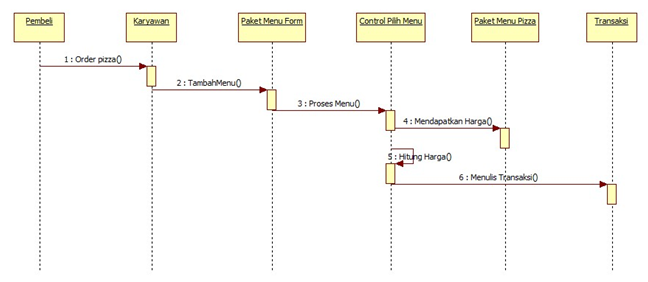 Pembeli
Karyawan
Paket Menu Form
Control Pilih Menu
Paket Menu Pizza
Transaksi
1 : Order pizza()
2 : TambahMenu()
3 : Proses Menu()
4 : Mendapatkan Harga()
5 : Hitung Harga()
6 : Menulis Transaksi()